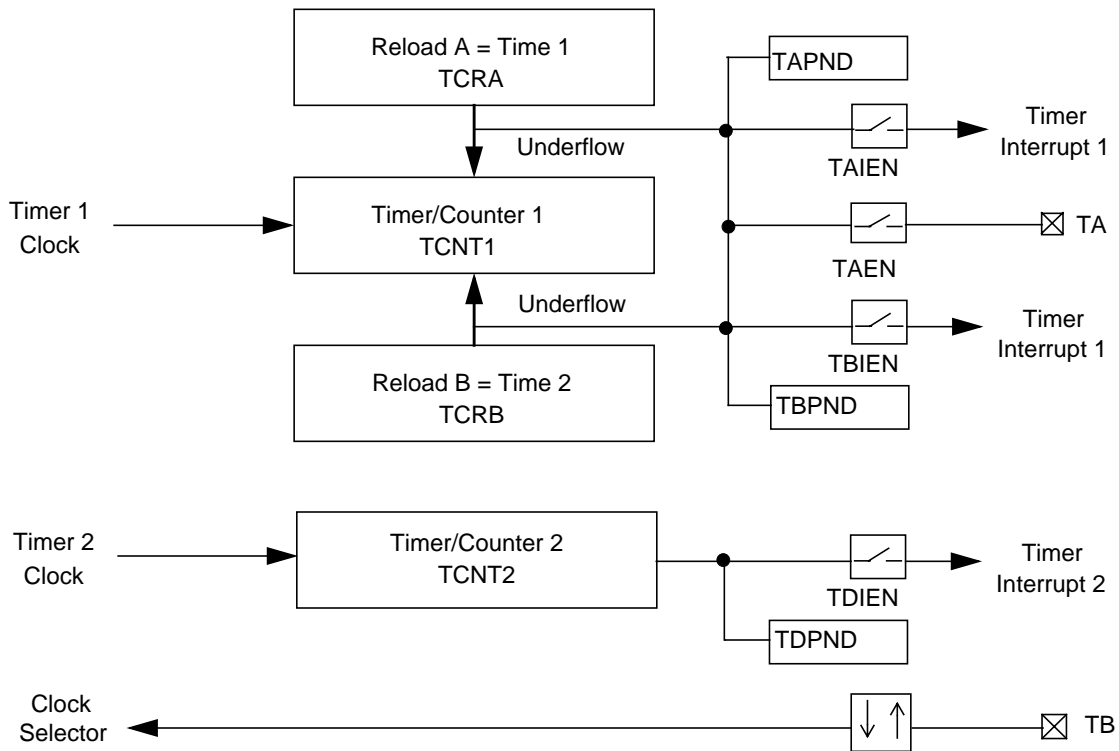 Reload A = Time 1
TCRA
TAPND
Underflow
TAIEN
Timer
Interrupt 1
Timer 1
Clock
Timer/Counter 1
TCNT1
TAEN
TA
Underflow
TBIEN
Timer
Interrupt 1
Reload B = Time 2
TCRB
TBPND
Timer 2
Clock
Timer/Counter 2
TCNT2
TDIEN
Timer
Interrupt 2
TDPND
Clock
Selector
TB